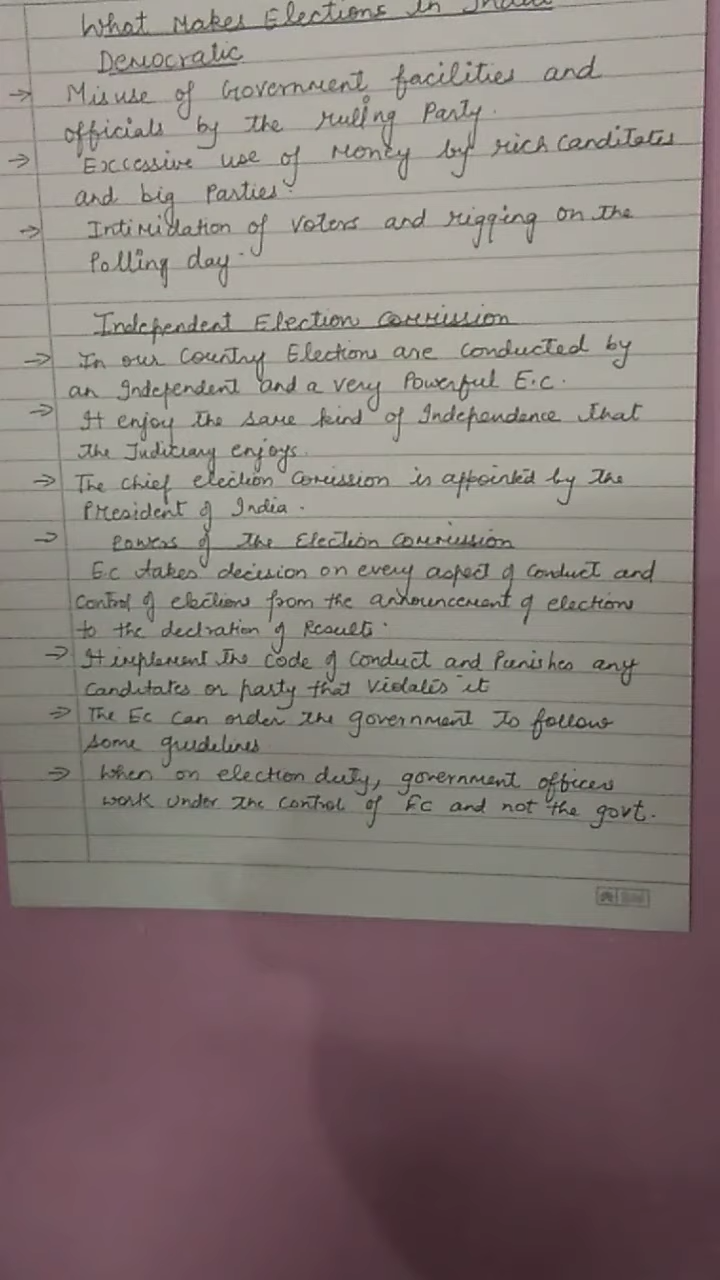 What Makes Elections in India
Democratic
→ Misuse of Government facilities and
officials by the ruling Party.
→ Exccessive use of Money by rich Canditates
and big Parties.
→ Intimidation of Voters and rigging on the
Polling day.
Independent Election Commission
→ In our Country Elections are conducted by
an Independent and a very Powerful E.C.
→ It enjoy the same kind of Independence that
the Juditiary enjoys.
→ The Chief election Comission is appointed by the
President of India.
→ Powers of the Election Commission
E.c takes decision on every aspect of Conduct and
Control of elections from the announcement of elections
to the declration of Results.
→ It implement the Code of Conduct and Punishes any
Canditates or party that Violates it
→ The Ec can order the government to follow
some guidelines
→ When on election duty, government officers
work under the control of Ec and not the govt.